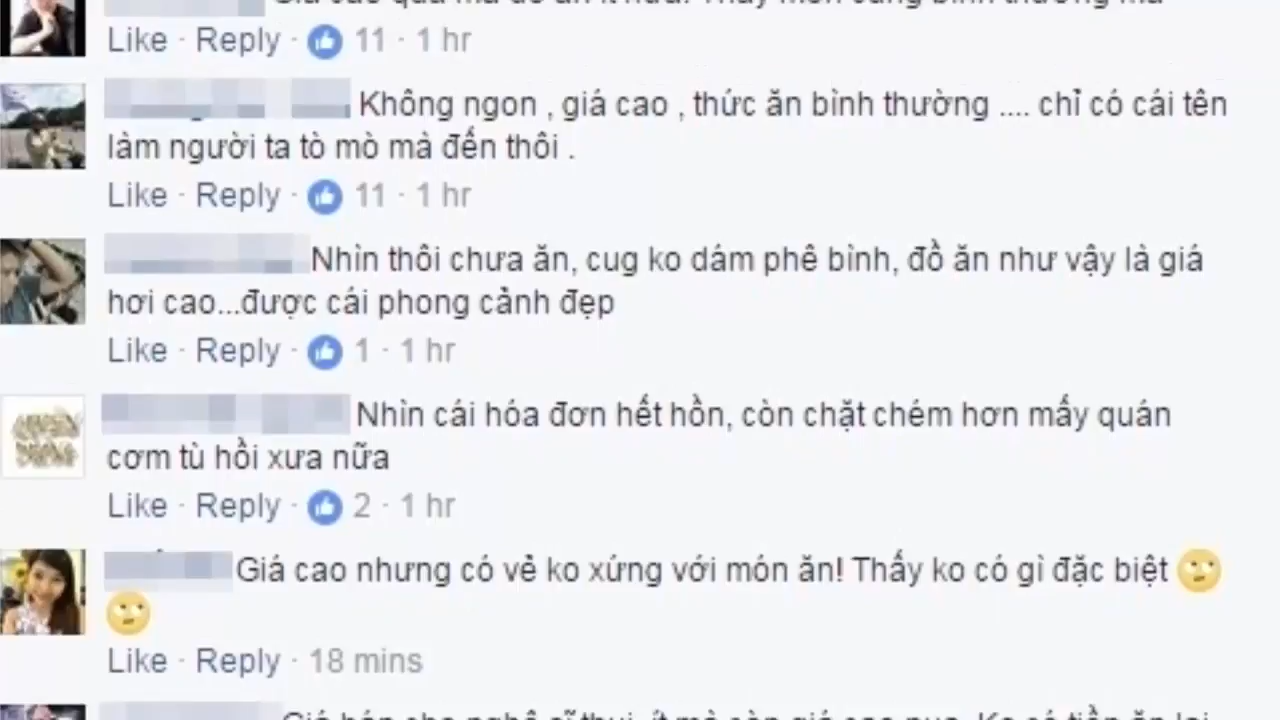 Like · Reply · 11 · 1 hr
Không ngon , giá cao , thức ăn bình thường .... chỉ có cái tên
làm người ta tò mò mà đến thôi .
Like · Reply · 11 · 1 hr
Nhìn thôi chưa ăn, cug ko dám phê bình, đồ ăn như vậy là giá
hơi cao...được cái phong cảnh đẹp
Like · Reply · 1 · 1 hr
Nhìn cái hóa đơn hết hồn, còn chặt chém hơn mấy quán
cơm tù hồi xưa nữa
Like · Reply · 2 · 1 hr
Giá cao nhưng có vẻ ko xứng với món ăn! Thấy ko có gì đặc biệt 🙄
🙄
Like · Reply · 18 mins